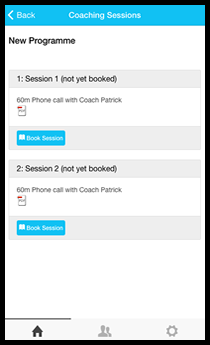 Back Coaching Sessions
New Programme
1: Session 1 (not yet booked)
60m Phone call with Coach Patrick
Book Session
2: Session 2 (not yet booked)
60m Phone call with Coach Patrick
Book Session